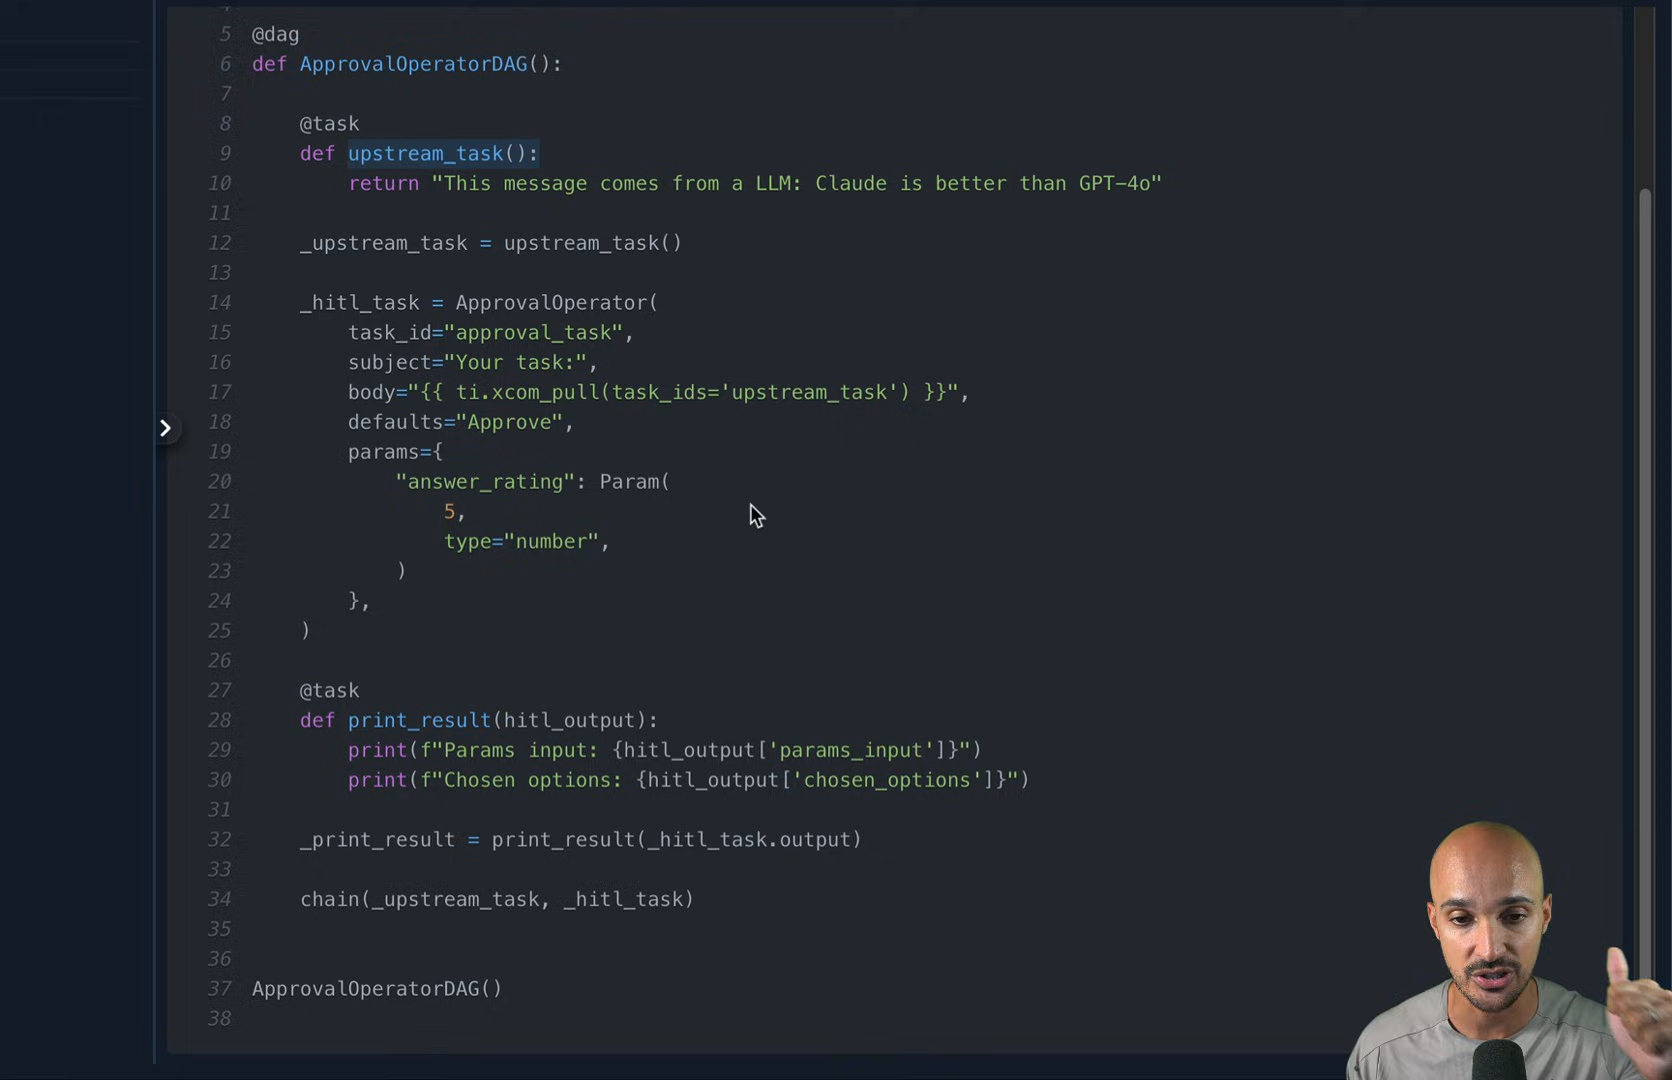 5 @dag
6 def ApprovalOperatorDAG():
7
8     @task
9     def upstream_task():
10         return "This message comes from a LLM: Claude is better than GPT-4o"
11
12     _upstream_task = upstream_task()
13
14     _hitl_task = ApprovalOperator(
15         task_id="approval_task",
16         subject="Your task:",
17         body="{{ ti.xcom_pull(task_ids='upstream_task') }}",
18         defaults="Approve",
19         params={
20             "answer_rating": Param(
21                 5,
22                 type="number",
23             )
24         },
25     )
26
27     @task
28     def print_result(hitl_output):
29         print(f"Params input: {hitl_output['params_input']}")
30         print(f"Chosen options: {hitl_output['chosen_options']}")
31
32     _print_result = print_result(_hitl_task.output)
33
34     chain(_upstream_task, _hitl_task)
35
36
37 ApprovalOperatorDAG()
38